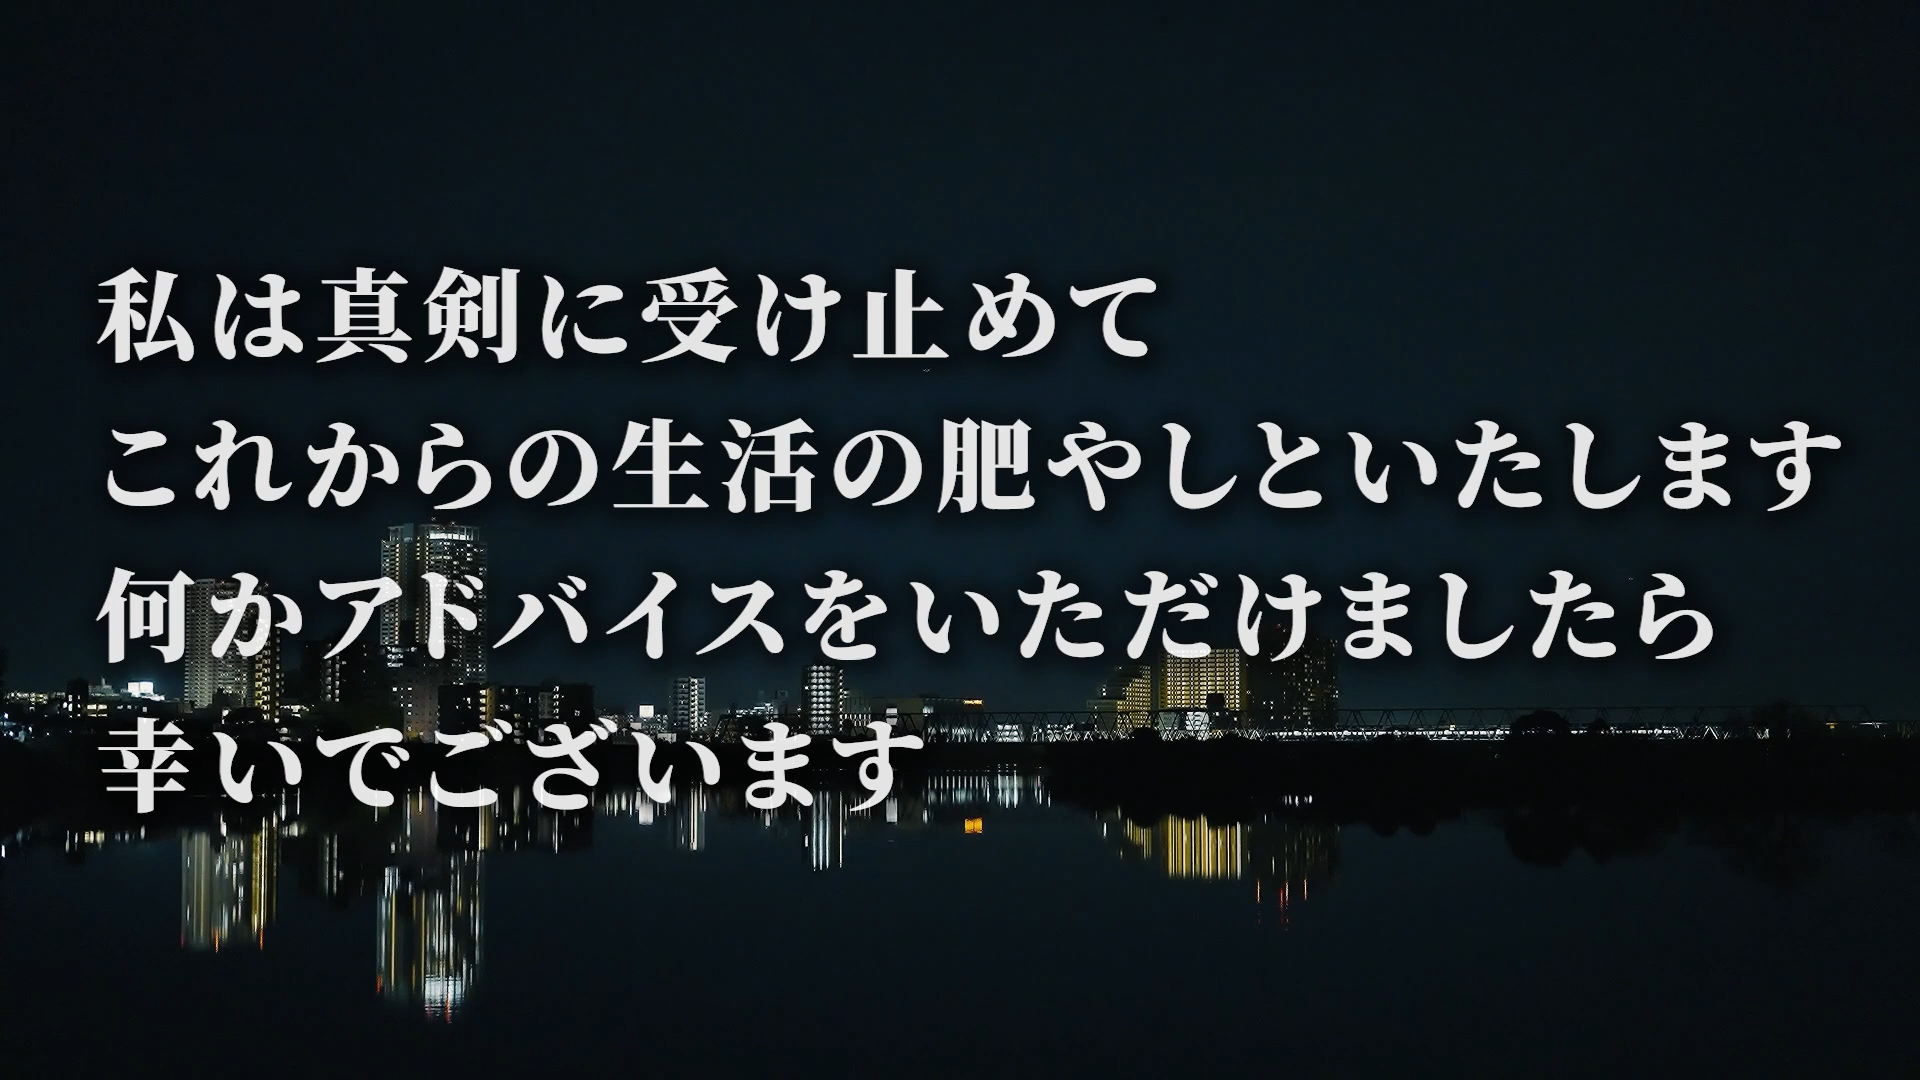 私は真剣に受け止めて
これからの生活の肥やしといたします
何かアドバイスをいただけましたら
幸いでございます